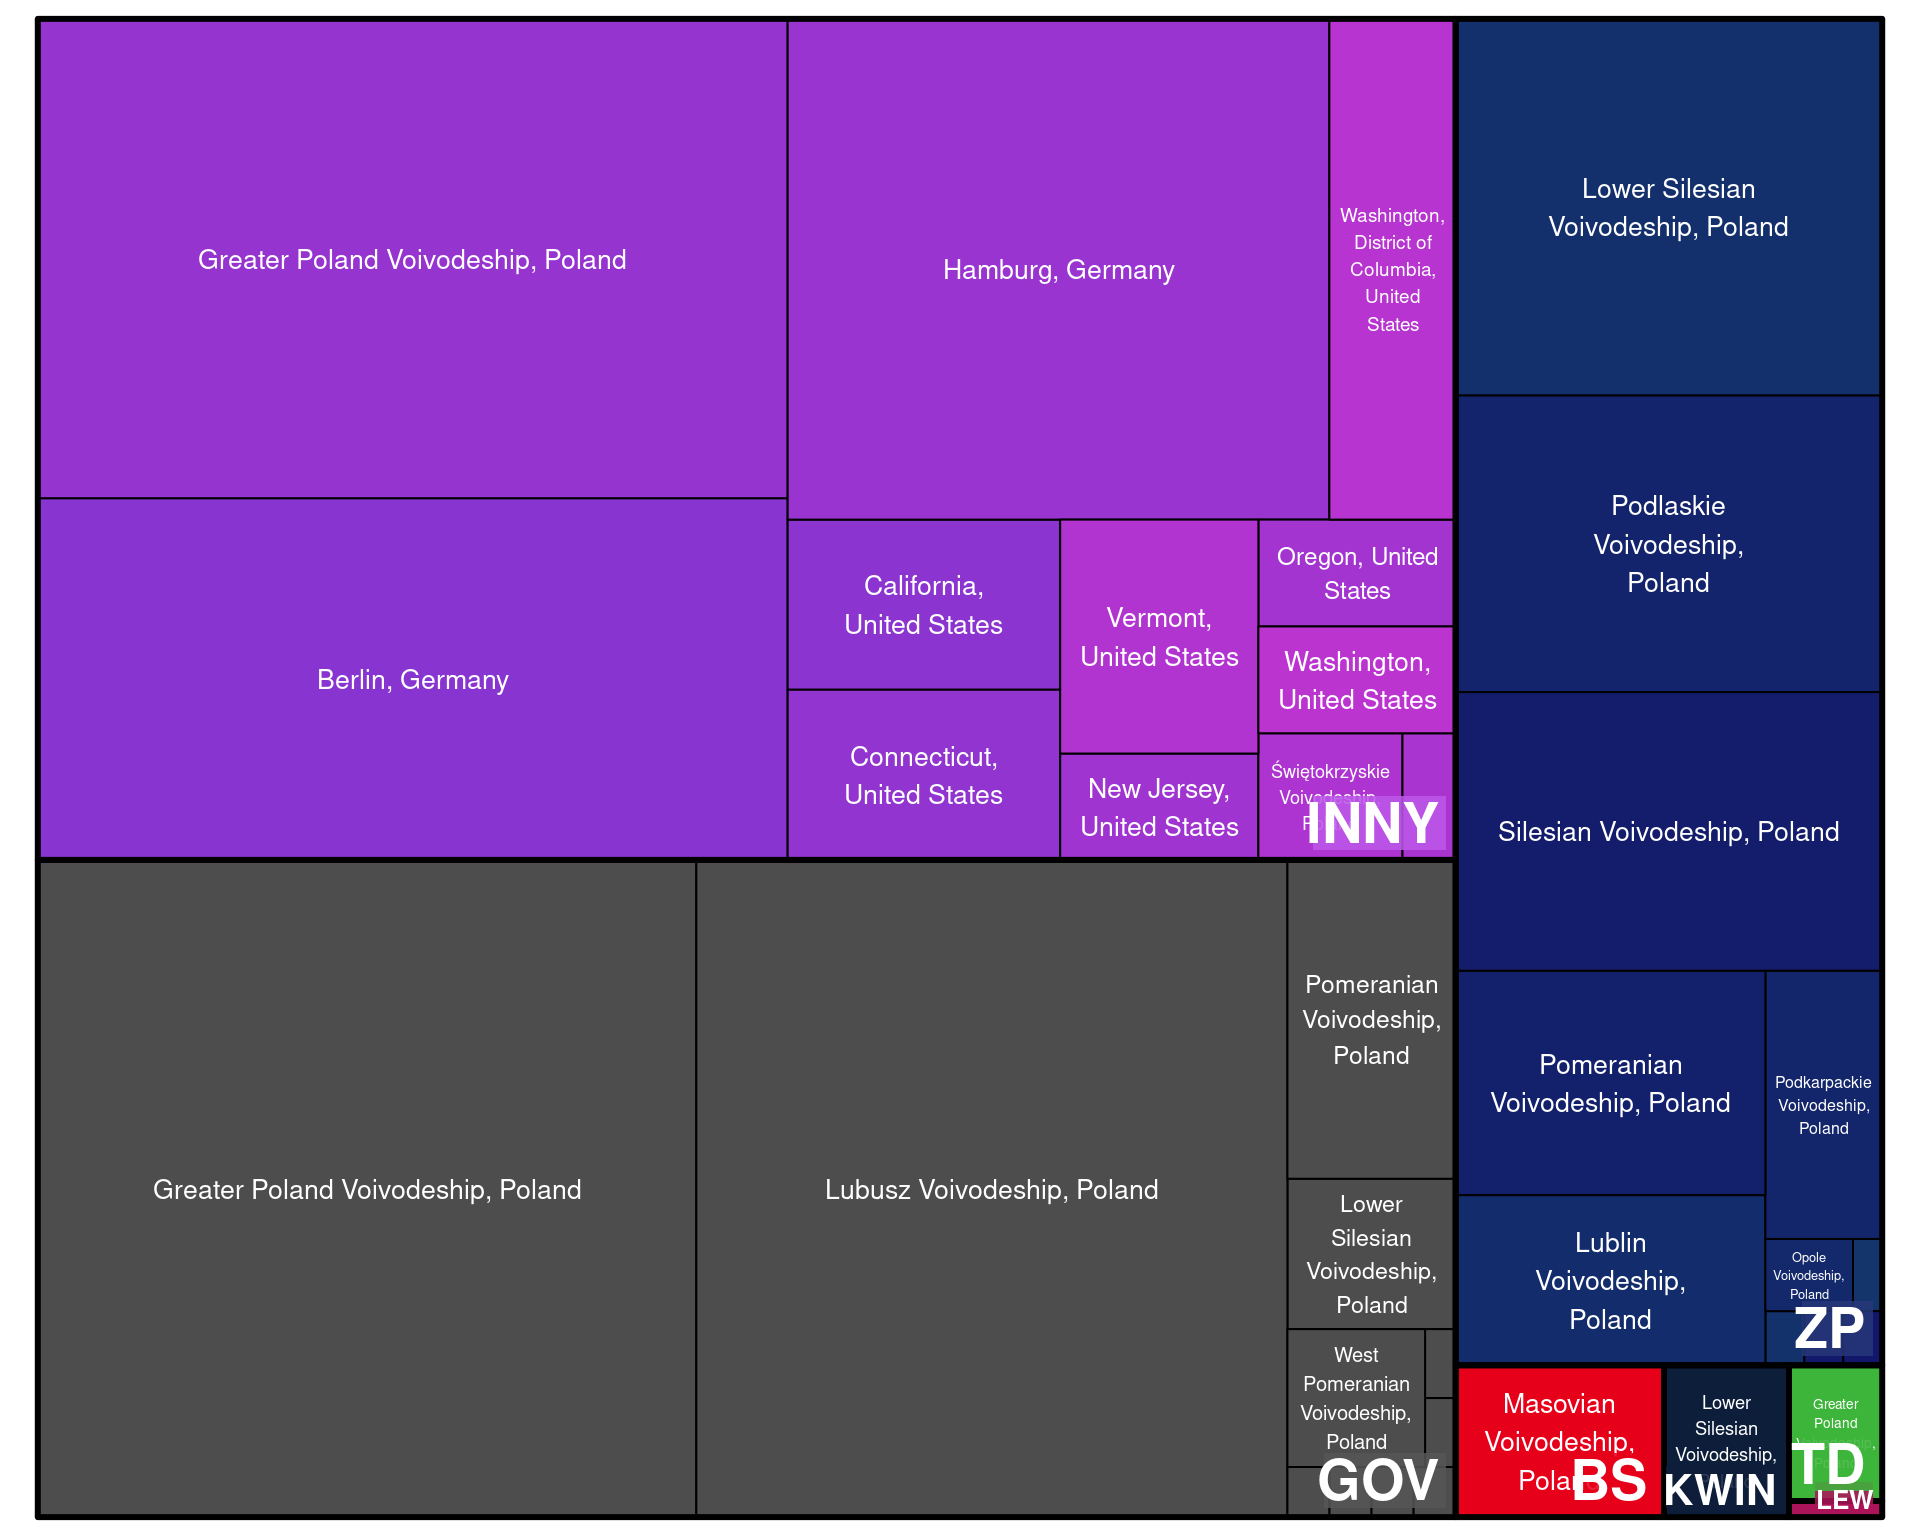 Greater Poland Voivodeship, Poland
Hamburg, Germany
Washington,
District of
Columbia,
United
States
Berlin, Germany
California,
United States
Connecticut,
United States
Vermont,
United States
New Jersey,
United States
Oregon, United
States
Washington,
United States
Świętokrzyskie
Voivodeship,
INNY
Greater Poland Voivodeship, Poland
Lubusz Voivodeship, Poland
Pomeranian
Voivodeship,
Poland
Lower
Silesian
Voivodeship,
Poland
West
Pomeranian
Voivodeship,
Poland
GOV
Lower Silesian
Voivodeship, Poland
Podlaskie
Voivodeship,
Poland
Silesian Voivodeship, Poland
Pomeranian
Voivodeship, Poland
Podkarpackie
Voivodeship,
Poland
Lublin
Voivodeship,
Poland
Opole
Voivodeship,
Poland
ZP
Masovian
Voivodeship,
Poland
BS
Lower
Silesian
Voivodeship,
KWIN
Greater
Poland
TD
LEW